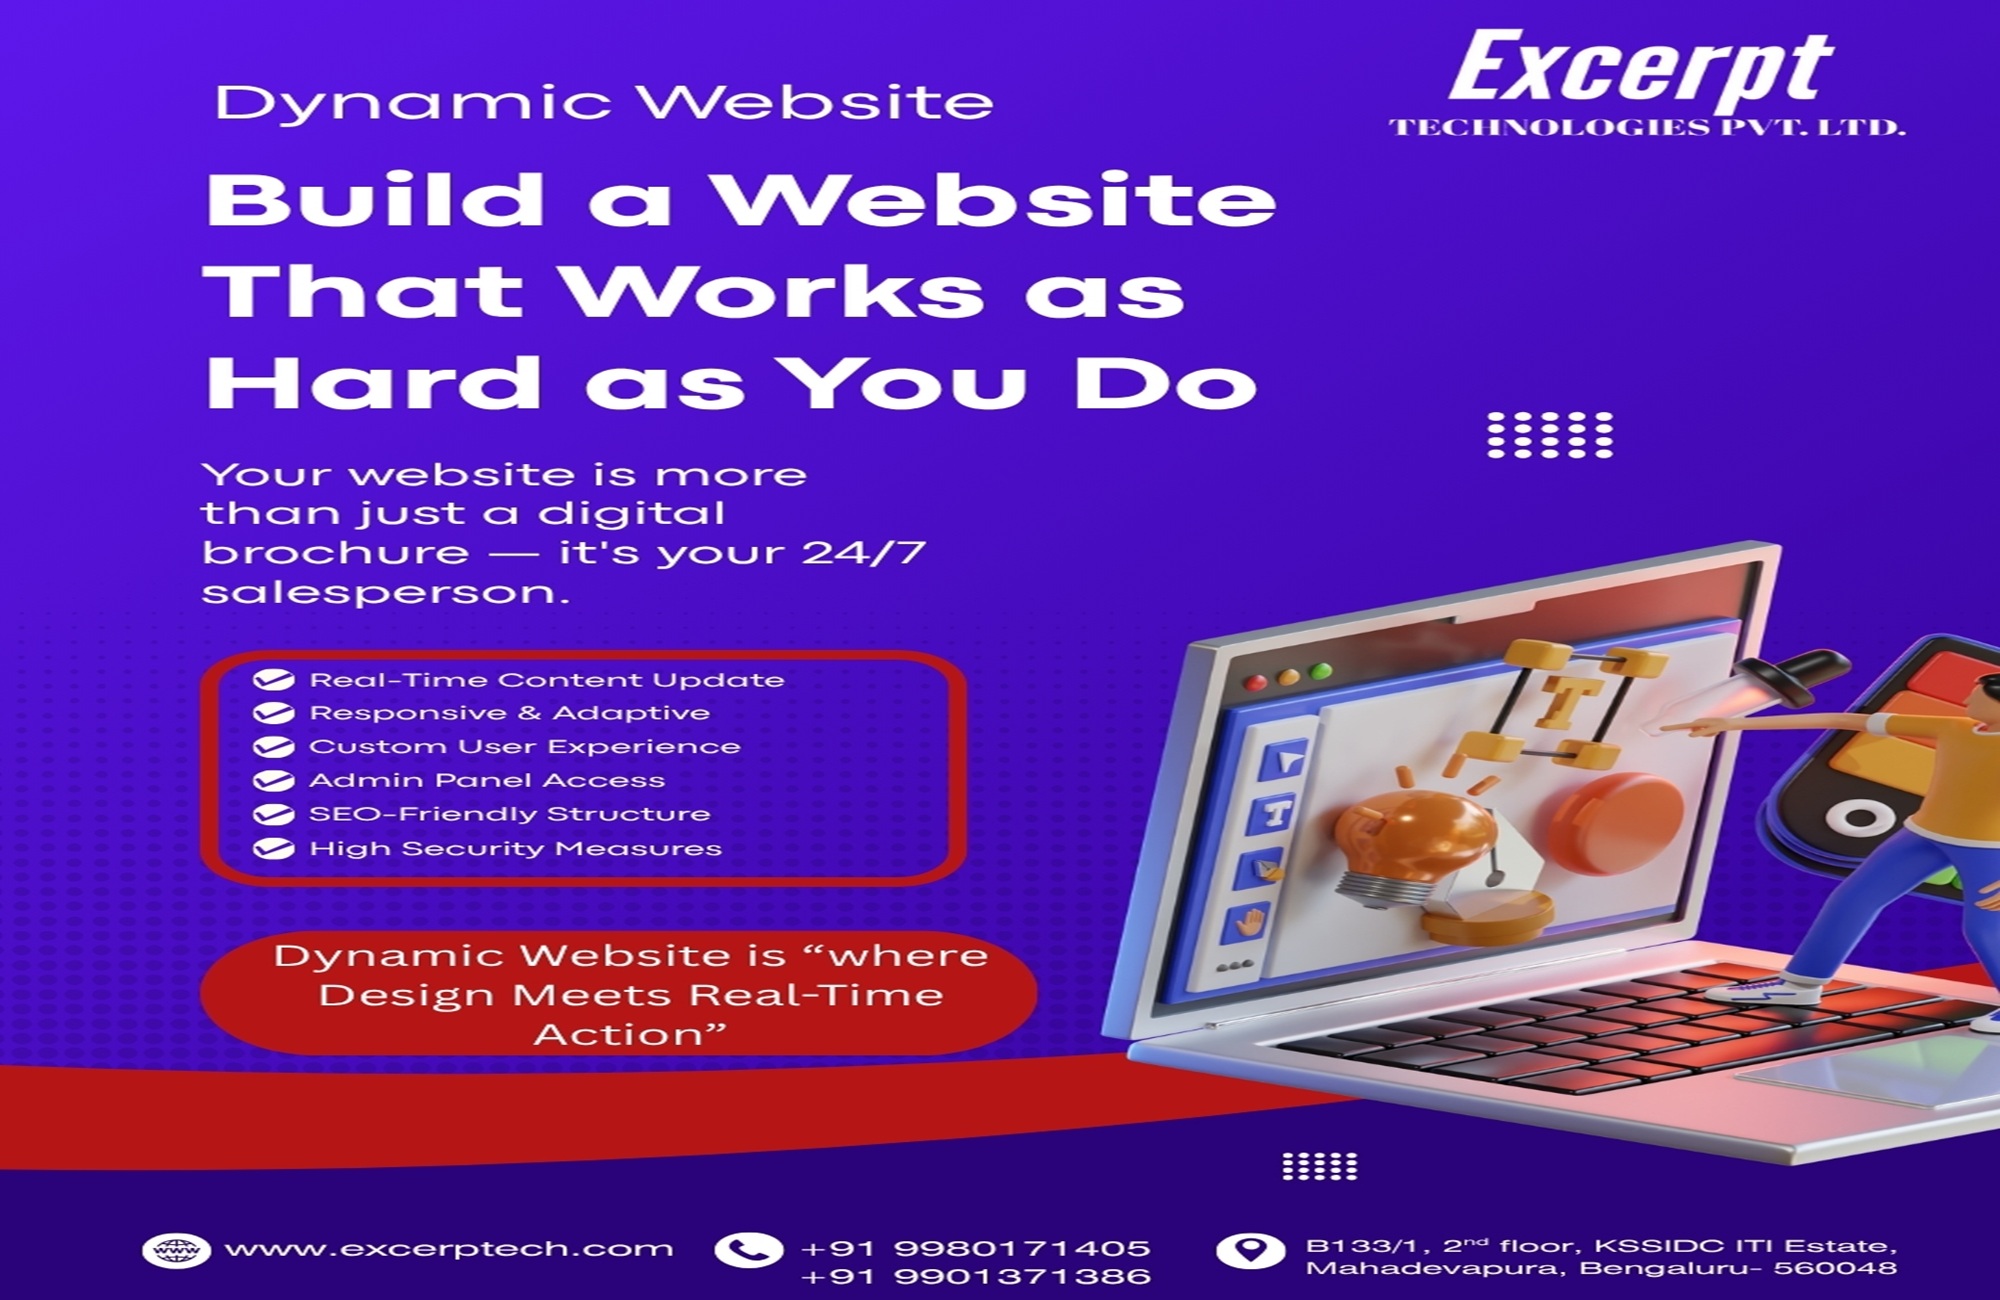 Excerpt
TECHNOLOGIES PVT. LTD.
Dynamic Website
Build a Website
That Works as
Hard as You Do
Your website is more
than just a digital
brochure — it's your 24/7
salesperson.
Real-Time Content Update
Responsive & Adaptive
Custom User Experience
Admin Panel Access
SEO-Friendly Structure
High Security Measures
Dynamic Website is “where
Design Meets Real-Time
Action”
www.excerptech.com
+91 9980171405
+91 9901371386
B133/1, 2nd floor, KSSIDC ITI Estate,
Mahadevapura, Bengaluru- 560048